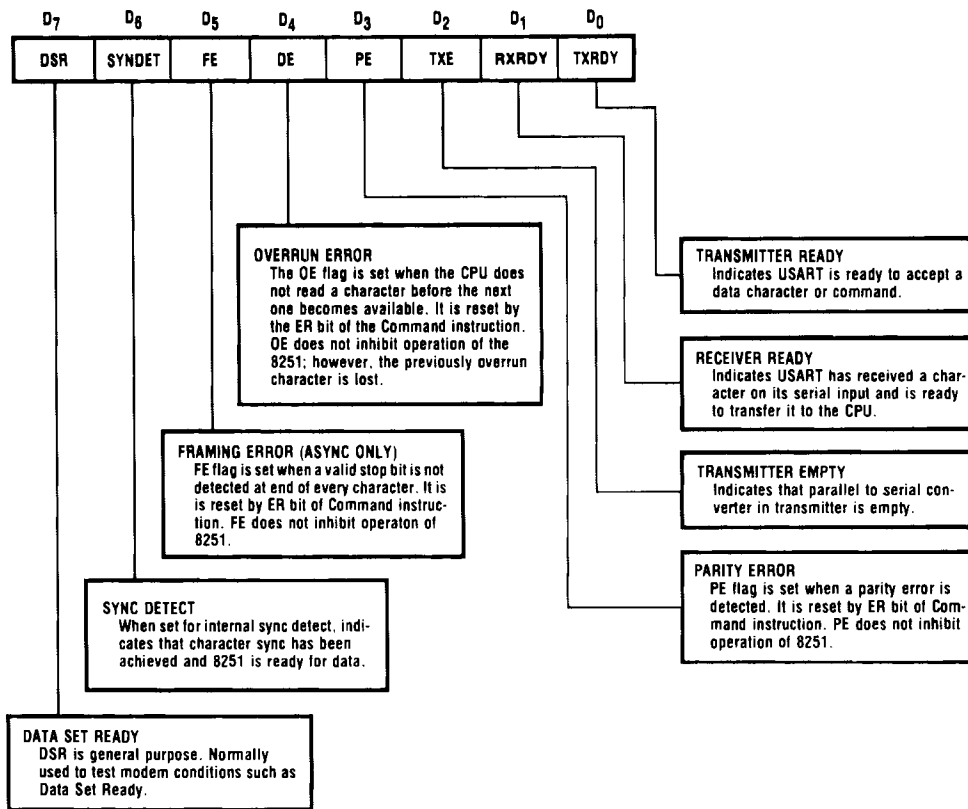 D7 D6 D5 D4 D3 D2 D1 D0
DSR SYNDET FE DE PE TXE RXRDY TXRDY
OVERRUN ERROR
The OE flag is set when the CPU does
not read a character before the next
one becomes available. It is reset by
the ER bit of the Command instruction.
OE does not inhibit operation of the
8251; however, the previously overrun
character is lost.
TRANSMITTER READY
Indicates USART is ready to accept a
data character or command.
RECEIVER READY
Indicates USART has received a char-
acter on its serial input and is ready
to transfer it to the CPU.
FRAMING ERROR (ASYNC ONLY)
FE flag is set when a valid stop bit is not
detected at end of every character. It is
is reset by ER bit of Command instruc-
tion. FE does not inhibit operaton of
8251.
TRANSMITTER EMPTY
Indicates that parallel to serial con-
verter in transmitter is empty.
PARITY ERROR
PE flag is set when a parity error is
detected. It is reset by ER bit of Com-
mand instruction. PE does not inhibit
operation of 8251.
SYNC DETECT
When set for internal sync detect, indi-
cates that character sync has been
achieved and 8251 is ready for data.
DATA SET READY
DSR is general purpose. Normally
used to test modem conditions such as
Data Set Ready.